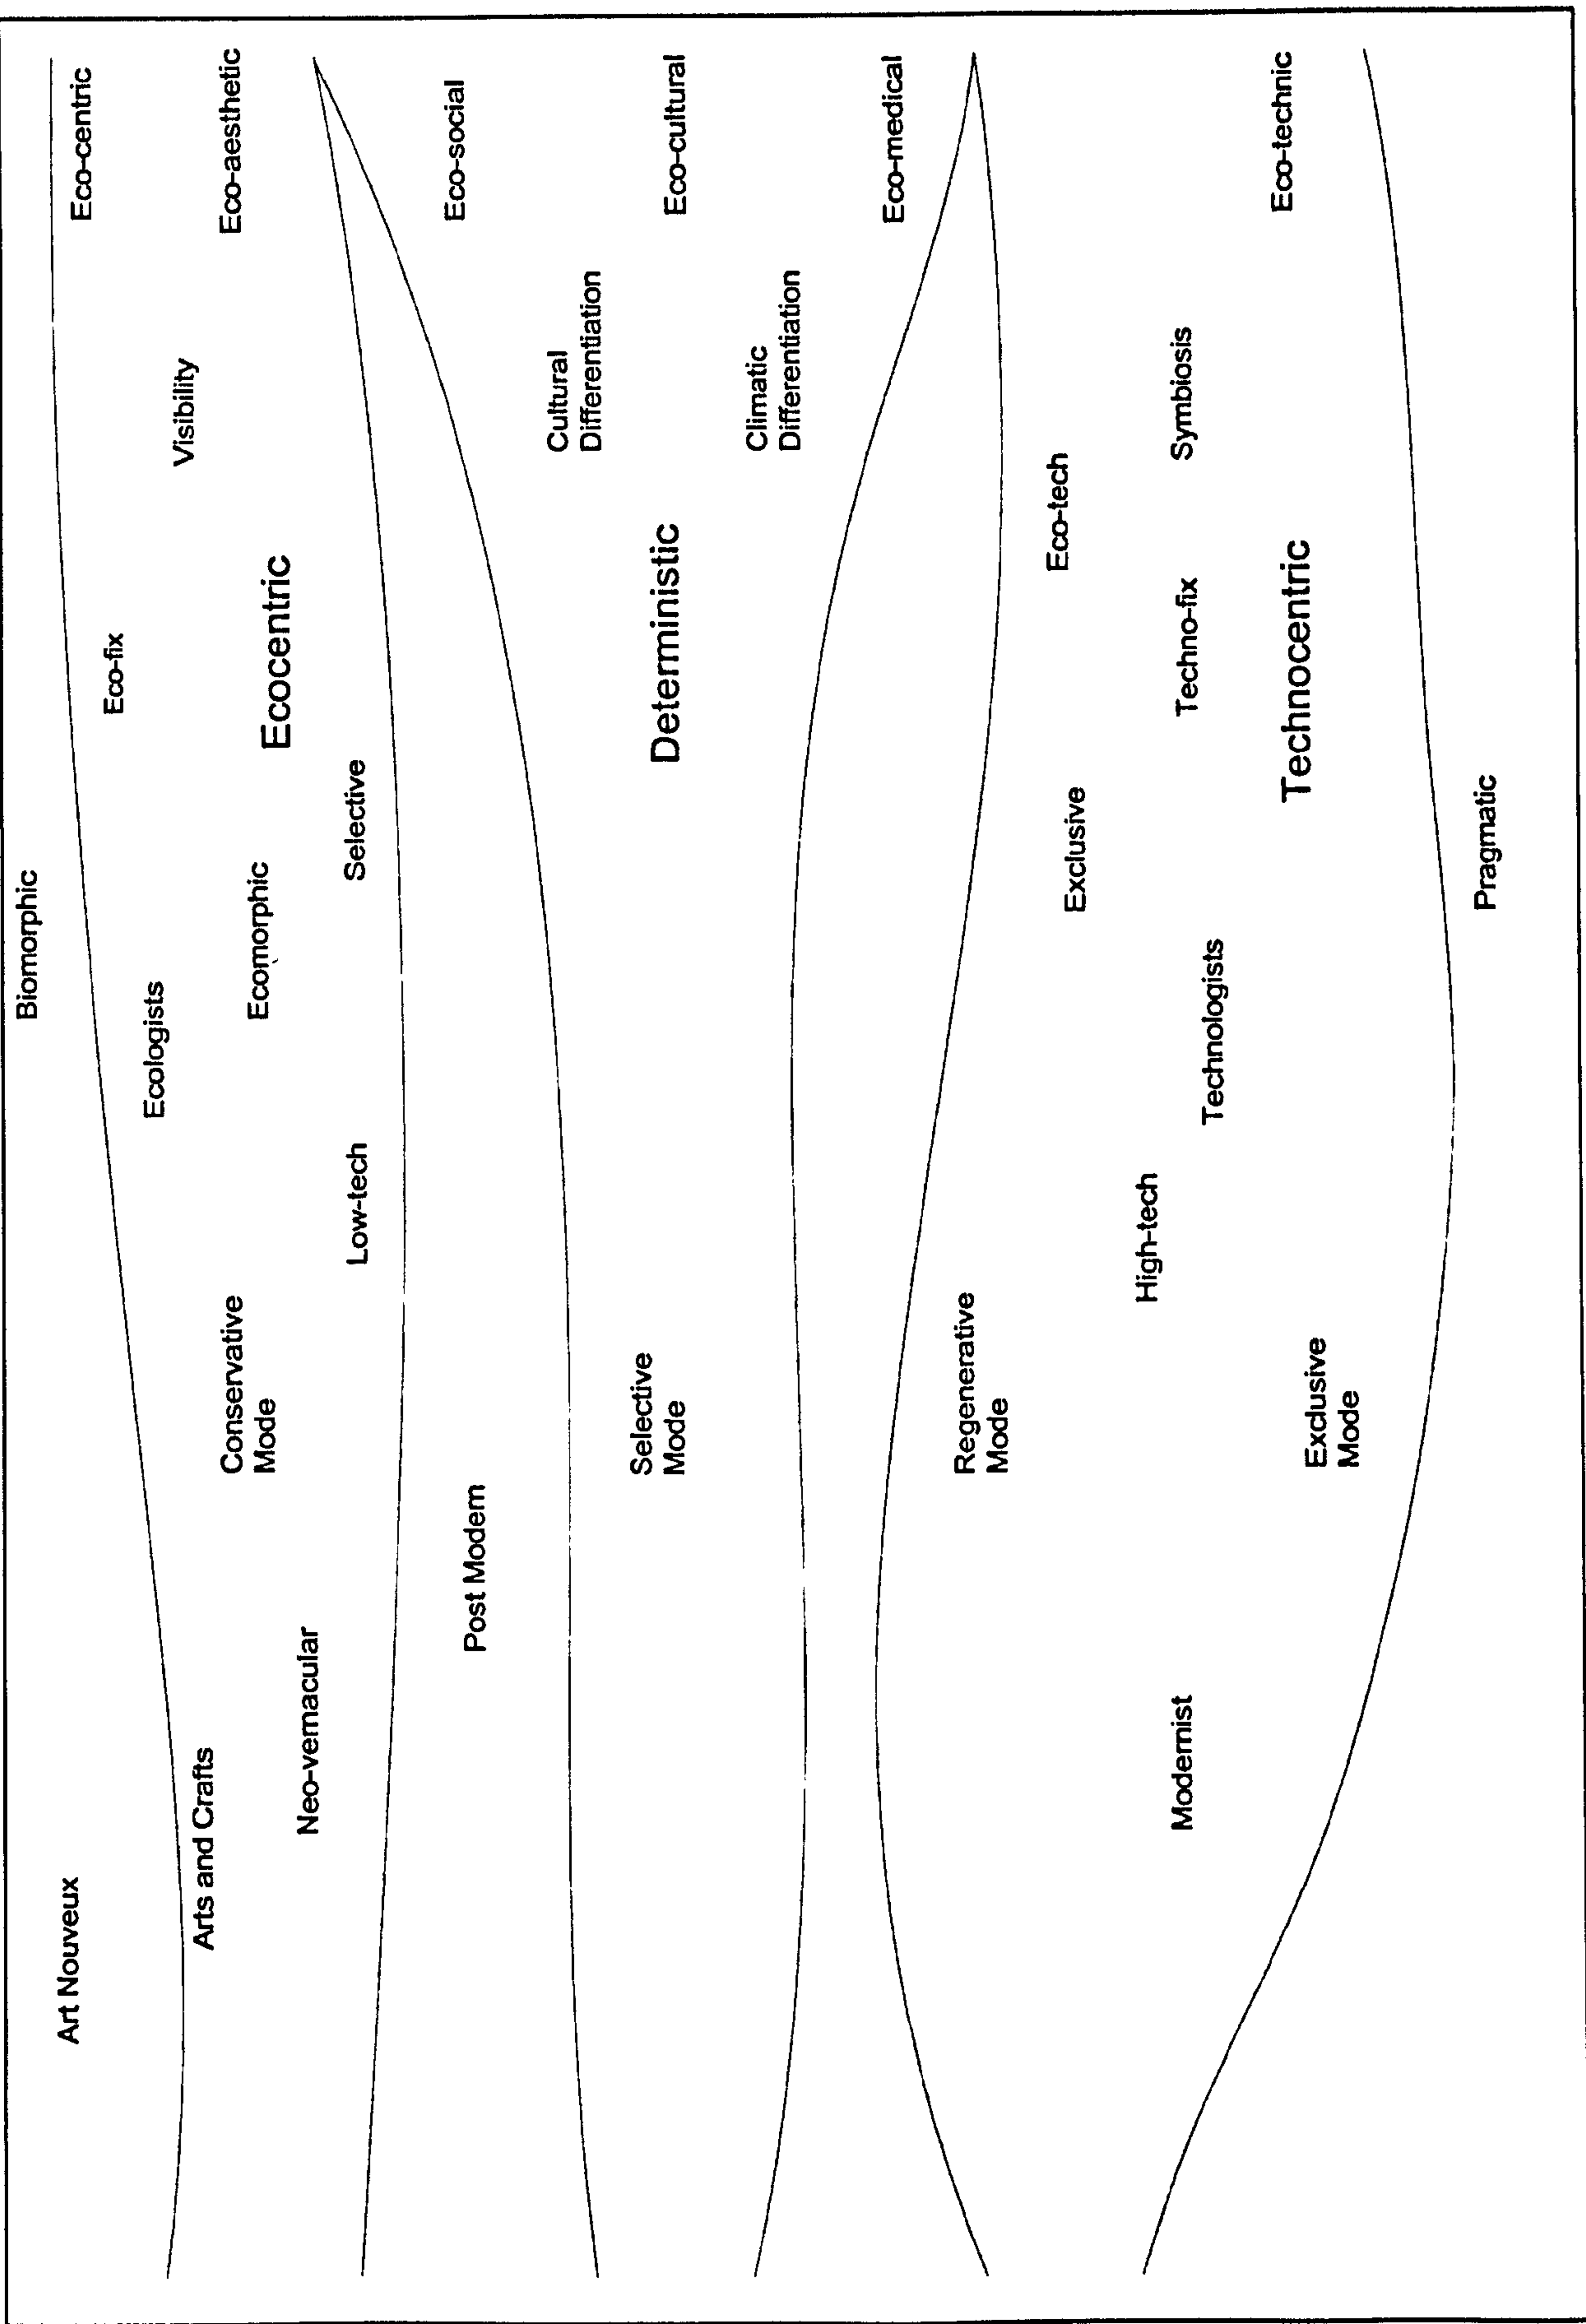 Biomorphic
Art Nouveux
Eco-centric
Eco-fix
Ecologists
Visibility
Arts and Crafts
Eco-aesthetic
Conservative
Mode
Ecomorphic
Ecocentric
Neo-vernacular
Low-tech
Selective
Eco-social
Post Modern
Cultural
Differentiation
Selective
Mode
Deterministic
Eco-cultural
Climatic
Differentiation
Eco-medical
Regenerative
Mode
Eco-tech
Exclusive
High-tech
Modernist
Techno-fix
Symbiosis
Technologists
Eco-technic
Technocentric
Exclusive
Mode
Pragmatic